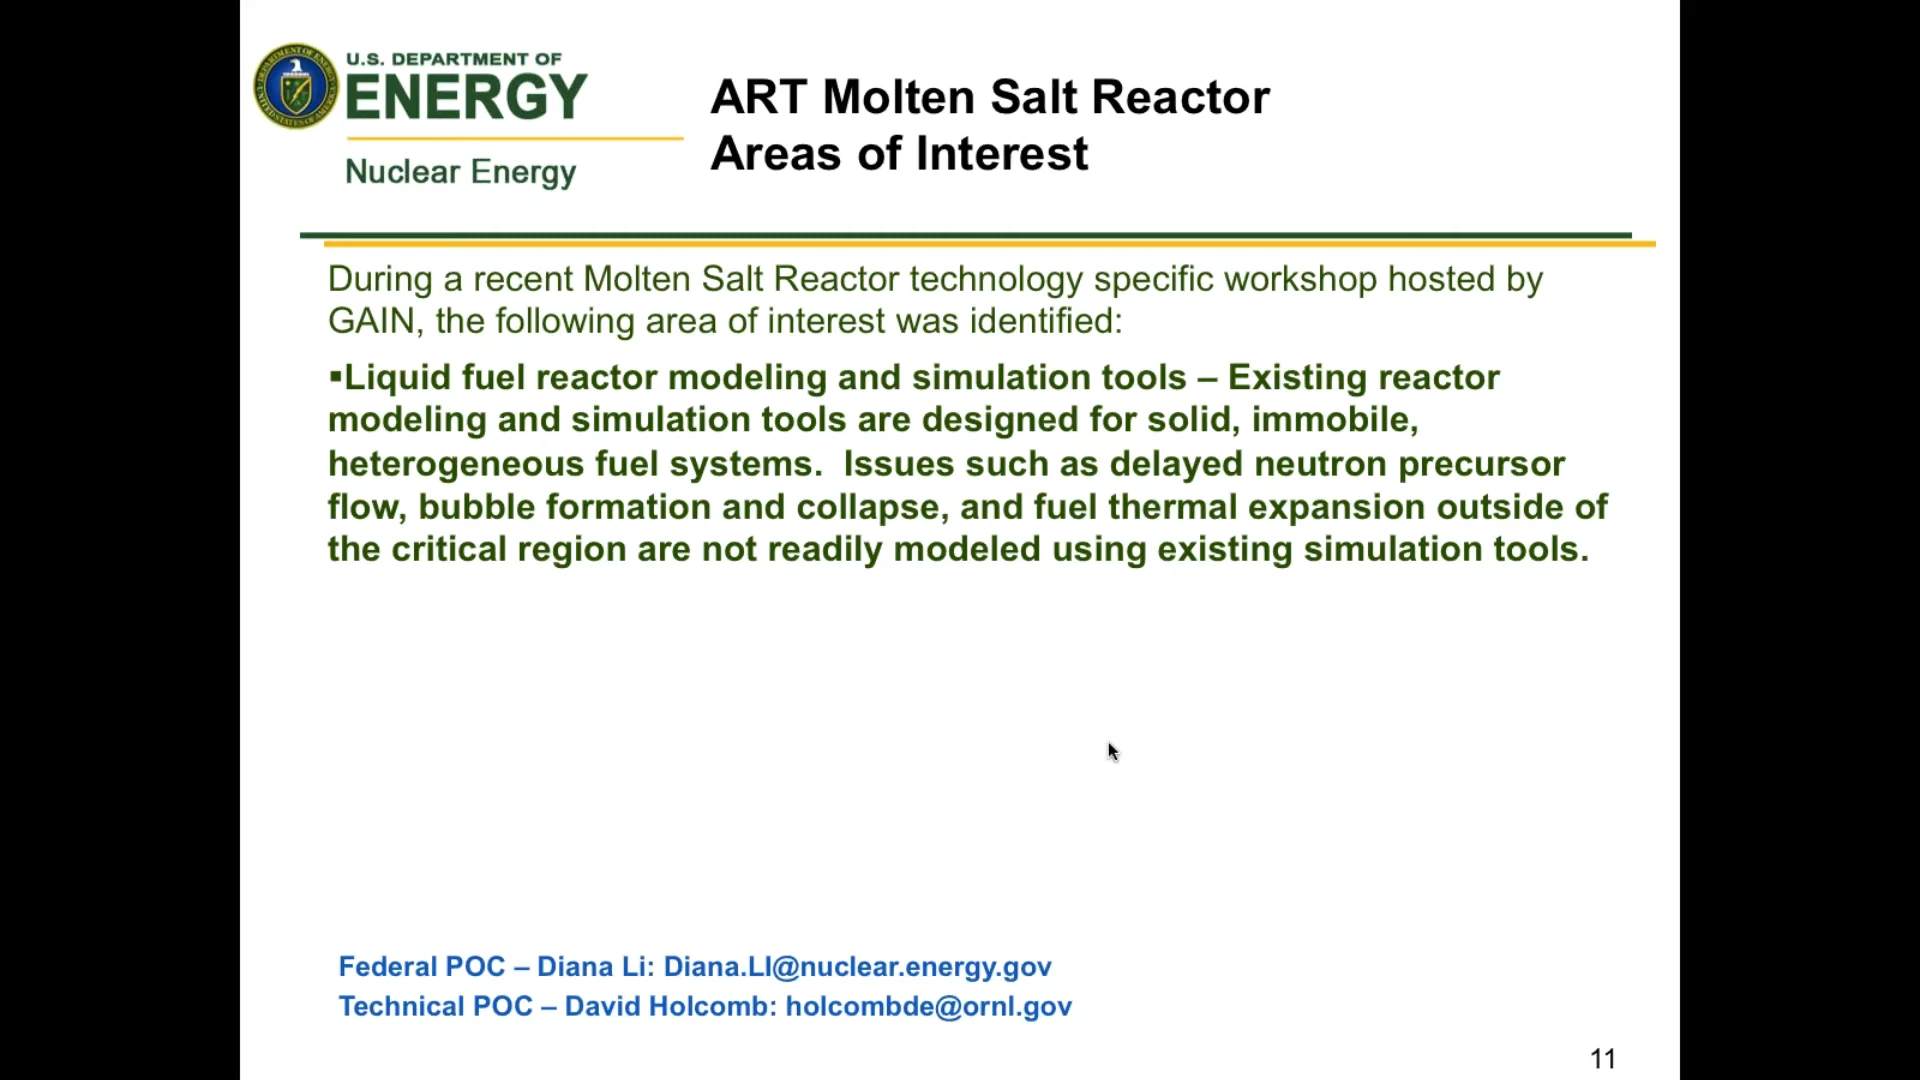 U.S. DEPARTMENT OF
ENERGY
Nuclear Energy
ART Molten Salt Reactor
Areas of Interest
During a recent Molten Salt Reactor technology specific workshop hosted by
GAIN, the following area of interest was identified:
▪Liquid fuel reactor modeling and simulation tools – Existing reactor
modeling and simulation tools are designed for solid, immobile,
heterogeneous fuel systems.  Issues such as delayed neutron precursor
flow, bubble formation and collapse, and fuel thermal expansion outside of
the critical region are not readily modeled using existing simulation tools.
Federal POC – Diana Li: Diana.LI@nuclear.energy.gov
Technical POC – David Holcomb: holcombde@ornl.gov
11